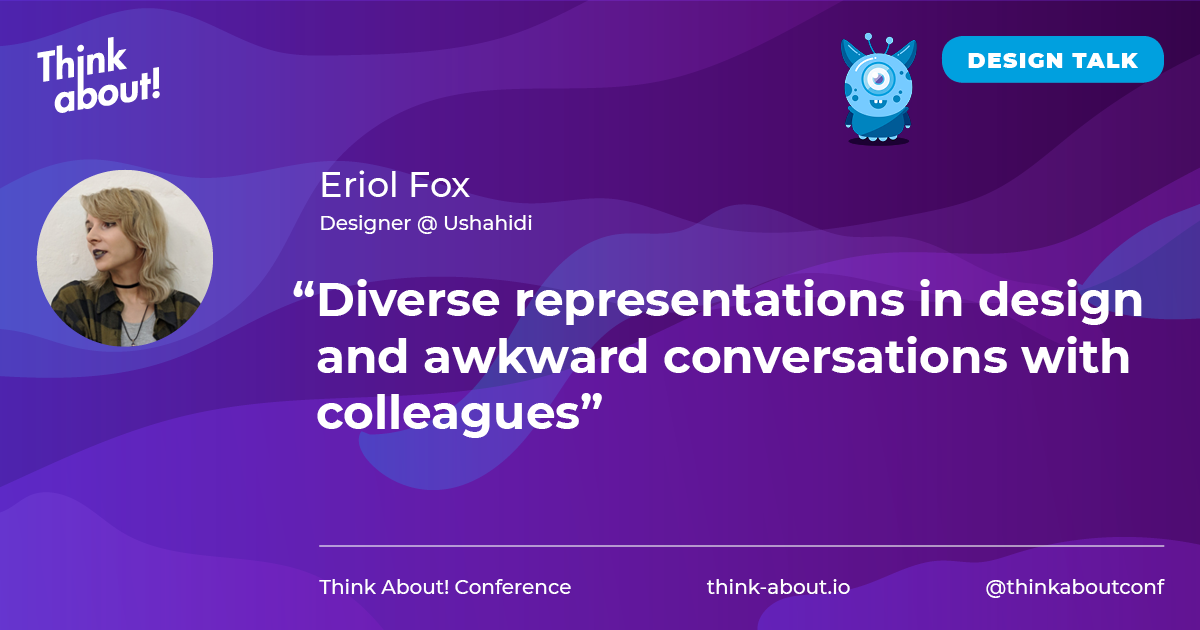 Think
about!
DESIGN TALK
Eriol Fox
Designer @ Ushahidi
“Diverse representations in design
and awkward conversations with
colleagues”
Think About! Conference
think-about.io
@thinkaboutconf